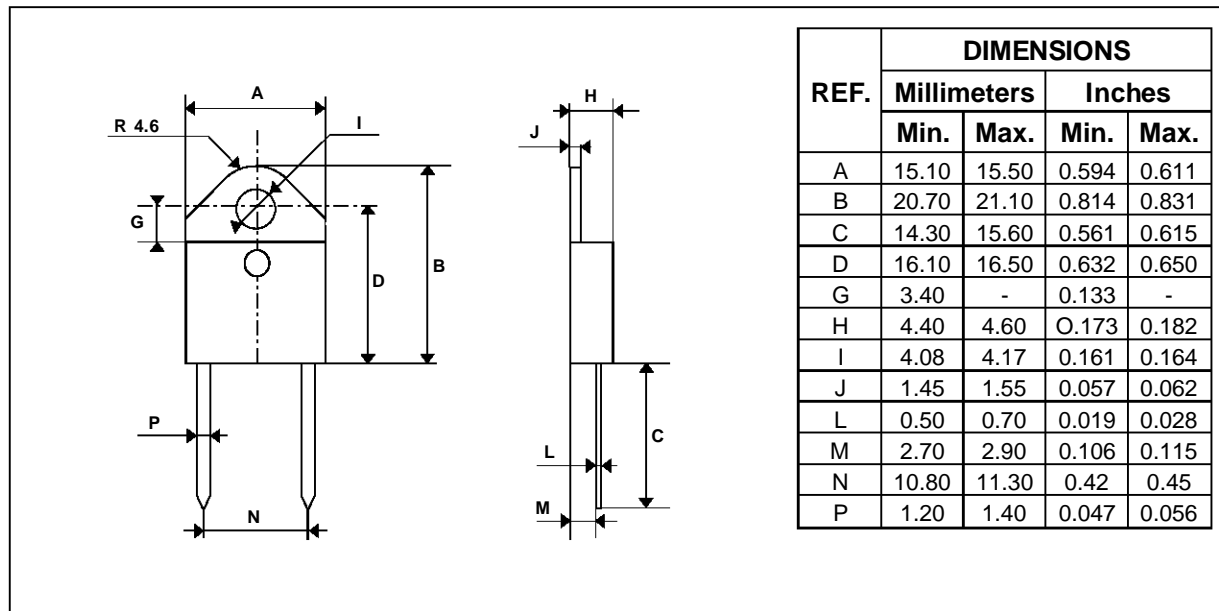 A
R 4.6
I
G
B
D
P
N
H
J
L
C
M
REF. DIMENSIONS
Millimeters Inches
Min. Max. Min. Max.
A 15.10 15.50 0.594 0.611
B 20.70 21.10 0.814 0.831
C 14.30 15.60 0.561 0.615
D 16.10 16.50 0.632 0.650
G 3.40 - 0.133 -
H 4.40 4.60 O.173 0.182
I 4.08 4.17 0.161 0.164
J 1.45 1.55 0.057 0.062
L 0.50 0.70 0.019 0.028
M 2.70 2.90 0.106 0.115
N 10.80 11.30 0.42 0.45
P 1.20 1.40 0.047 0.056